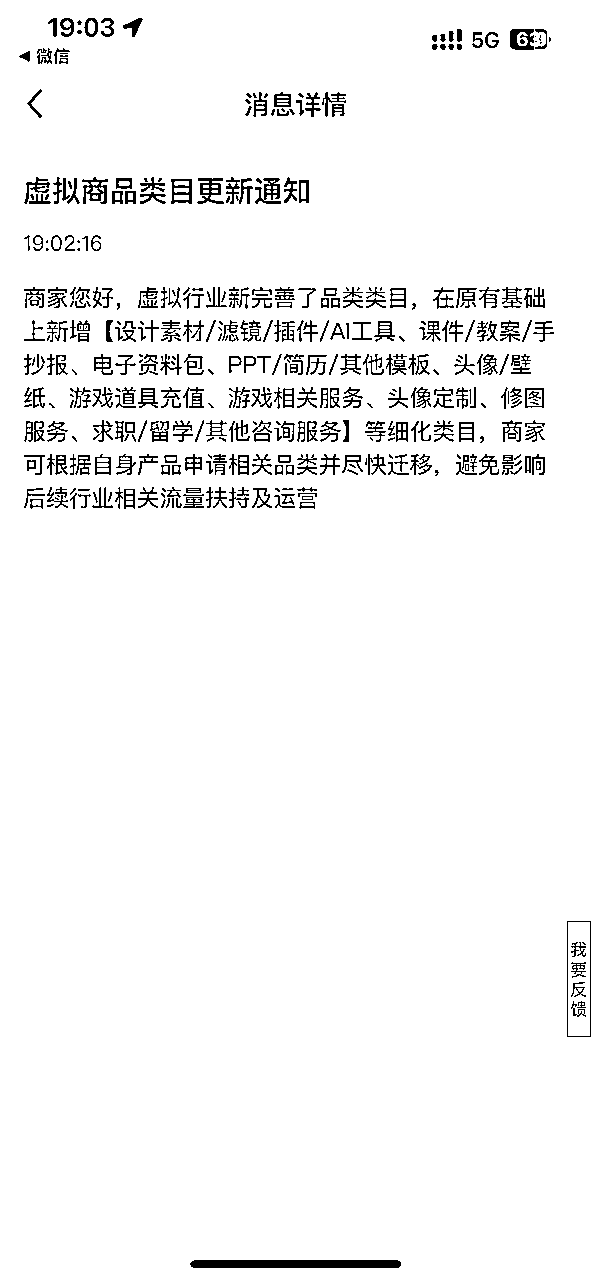 19:03
5G 63
◀ 微信
消息详情
虚拟商品类目更新通知
19:02:16
商家您好，虚拟行业新完善了品类类目，在原有基础
上新增【设计素材/滤镜/插件/AI工具、课件/教案/手
抄报、电子资料包、PPT/简历/其他模板、头像/壁
纸、游戏道具充值、游戏相关服务、头像定制、修图
服务、求职/留学/其他咨询服务】等细化类目，商家
可根据自身产品申请相关品类并尽快迁移，避免影响
后续行业相关流量扶持及运营
我要反馈